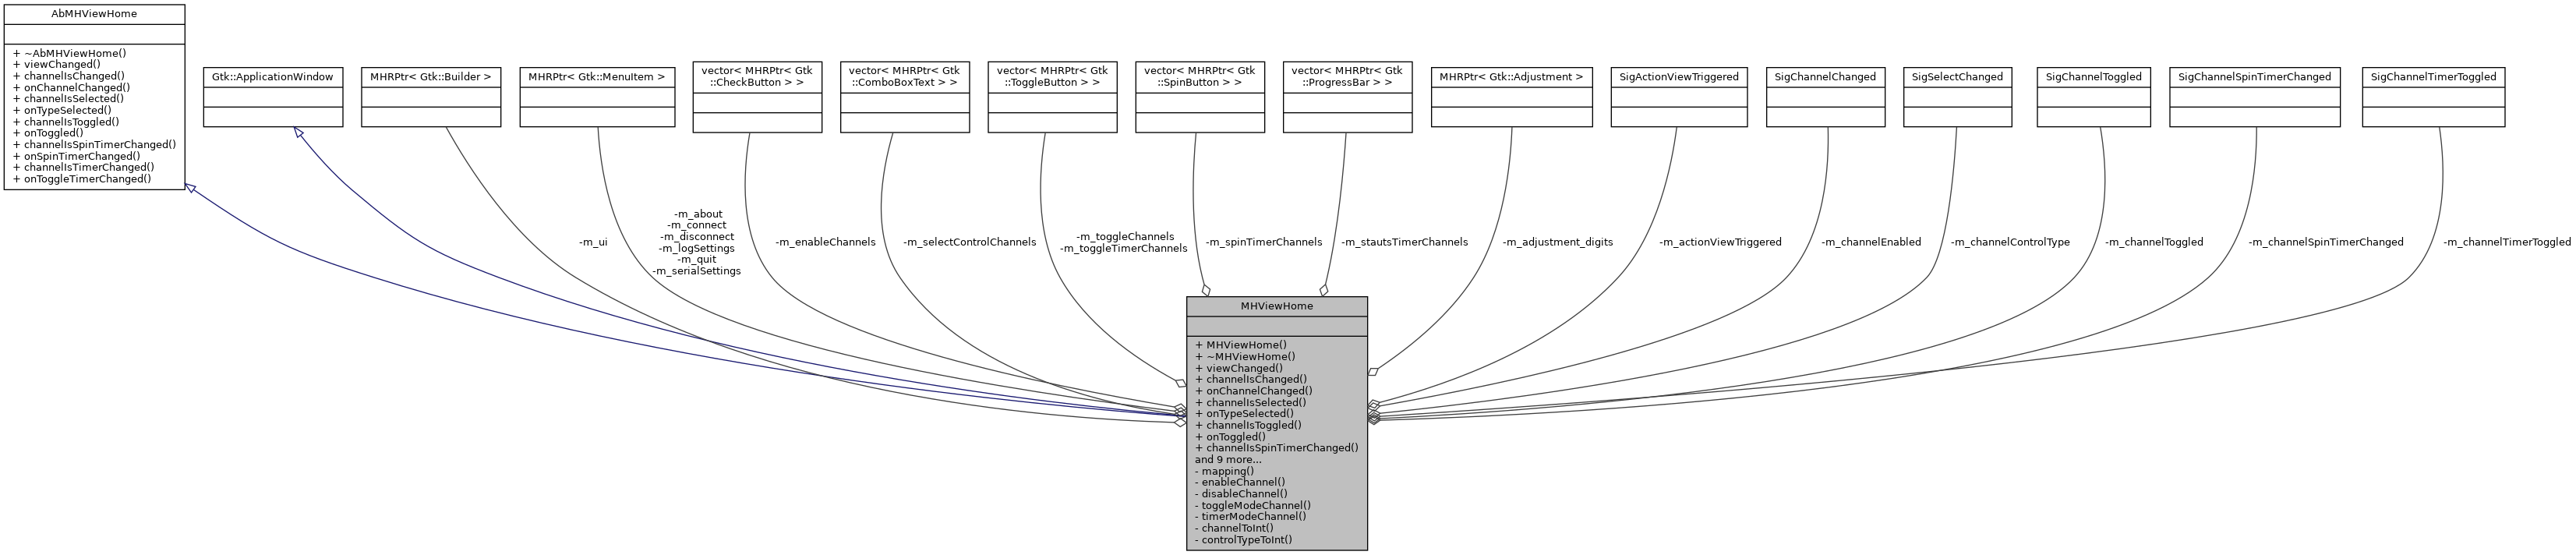 AbMHViewHome
+ ~AbMHViewHome()
+ viewChanged()
+ channelIsChanged()
+ onChannelChanged()
+ channelIsSelected()
+ onTypeSelected()
+ channelIsToggled()
+ onToggled()
+ channelIsSpinTimerChanged()
+ onSpinTimerChanged()
+ channelIsTimerChanged()
+ onToggleTimerChanged()
Gtk::ApplicationWindow
MHRPtr< Gtk::Builder >
MHRPtr< Gtk::MenuItem >
vector< MHRPtr< Gtk
::CheckButton > >
vector< MHRPtr< Gtk
::ComboBoxText > >
vector< MHRPtr< Gtk
::ToggleButton > >
vector< MHRPtr< Gtk
::SpinButton > >
vector< MHRPtr< Gtk
::ProgressBar > >
MHRPtr< Gtk::Adjustment >
SigActionViewTriggered
SigChannelChanged
SigSelectChanged
SigChannelToggled
SigChannelSpinTimerChanged
SigChannelTimerToggled
-m_ui
-m_about
-m_connect
-m_disconnect
-m_logSettings
-m_quit
-m_serialSettings
-m_enableChannels
-m_selectControlChannels
-m_toggleChannels
-m_toggleTimerChannels
-m_spinTimerChannels
-m_stautsTimerChannels
-m_adjustment_digits
-m_actionViewTriggered
-m_channelEnabled
-m_channelControlType
-m_channelToggled
-m_channelSpinTimerChanged
-m_channelTimerToggled
MHViewHome
+ MHViewHome()
+ ~MHViewHome()
+ viewChanged()
+ channelIsChanged()
+ onChannelChanged()
+ channelIsSelected()
+ onTypeSelected()
+ channelIsToggled()
+ onToggled()
+ channelIsSpinTimerChanged()
and 9 more...
- mapping()
- enableChannel()
- disableChannel()
- toggleModeChannel()
- timerModeChannel()
- channelToInt()
- controlTypeToInt()